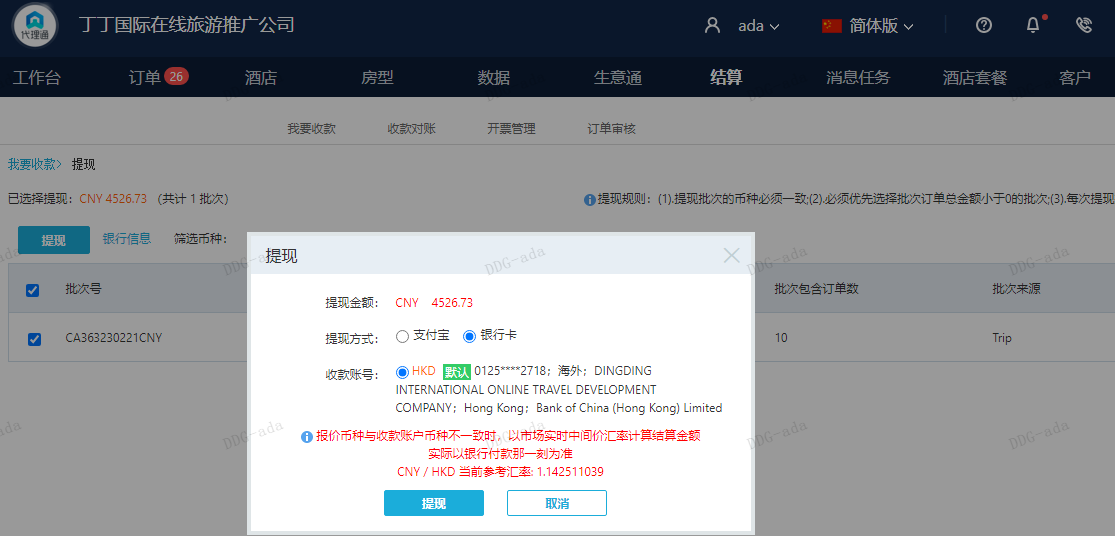 代理通
丁丁国际在线旅游推广公司
ada
简体版
工作台
订单 26
酒店
房型
数据
生意通
结算
消息任务
酒店套餐
客户
我要收款
收款对账
开票管理
订单审核
我要收款> 提现
已选择提现: CNY 4526.73 (共计 1 批次)
提现规则: (1).提现批次的币种必须一致;(2).必须优先选择批次订单总金额小于0的批次;(3).每次提现
提现
银行信息
筛选币种:
批次号
批次包含订单数
批次来源
CA363230221CNY
10
Trip
提现
提现金额: CNY 4526.73
提现方式: 支付宝 银行卡
收款账号: HKD 默认 0125****2718; 海外; DINGDING
INTERNATIONAL ONLINE TRAVEL DEVELOPMENT
COMPANY; Hong Kong; Bank of China (Hong Kong) Limited
报价币种与收款账户币种不一致时, 以市场实时中间价汇率计算结算金额
实际以银行付款那一刻为准
CNY / HKD 当前参考汇率: 1.142511039
提现
取消
DDG-ada
DDG-ada
DDG-ada
DDG-ada
DDG-ada
DDG-ada